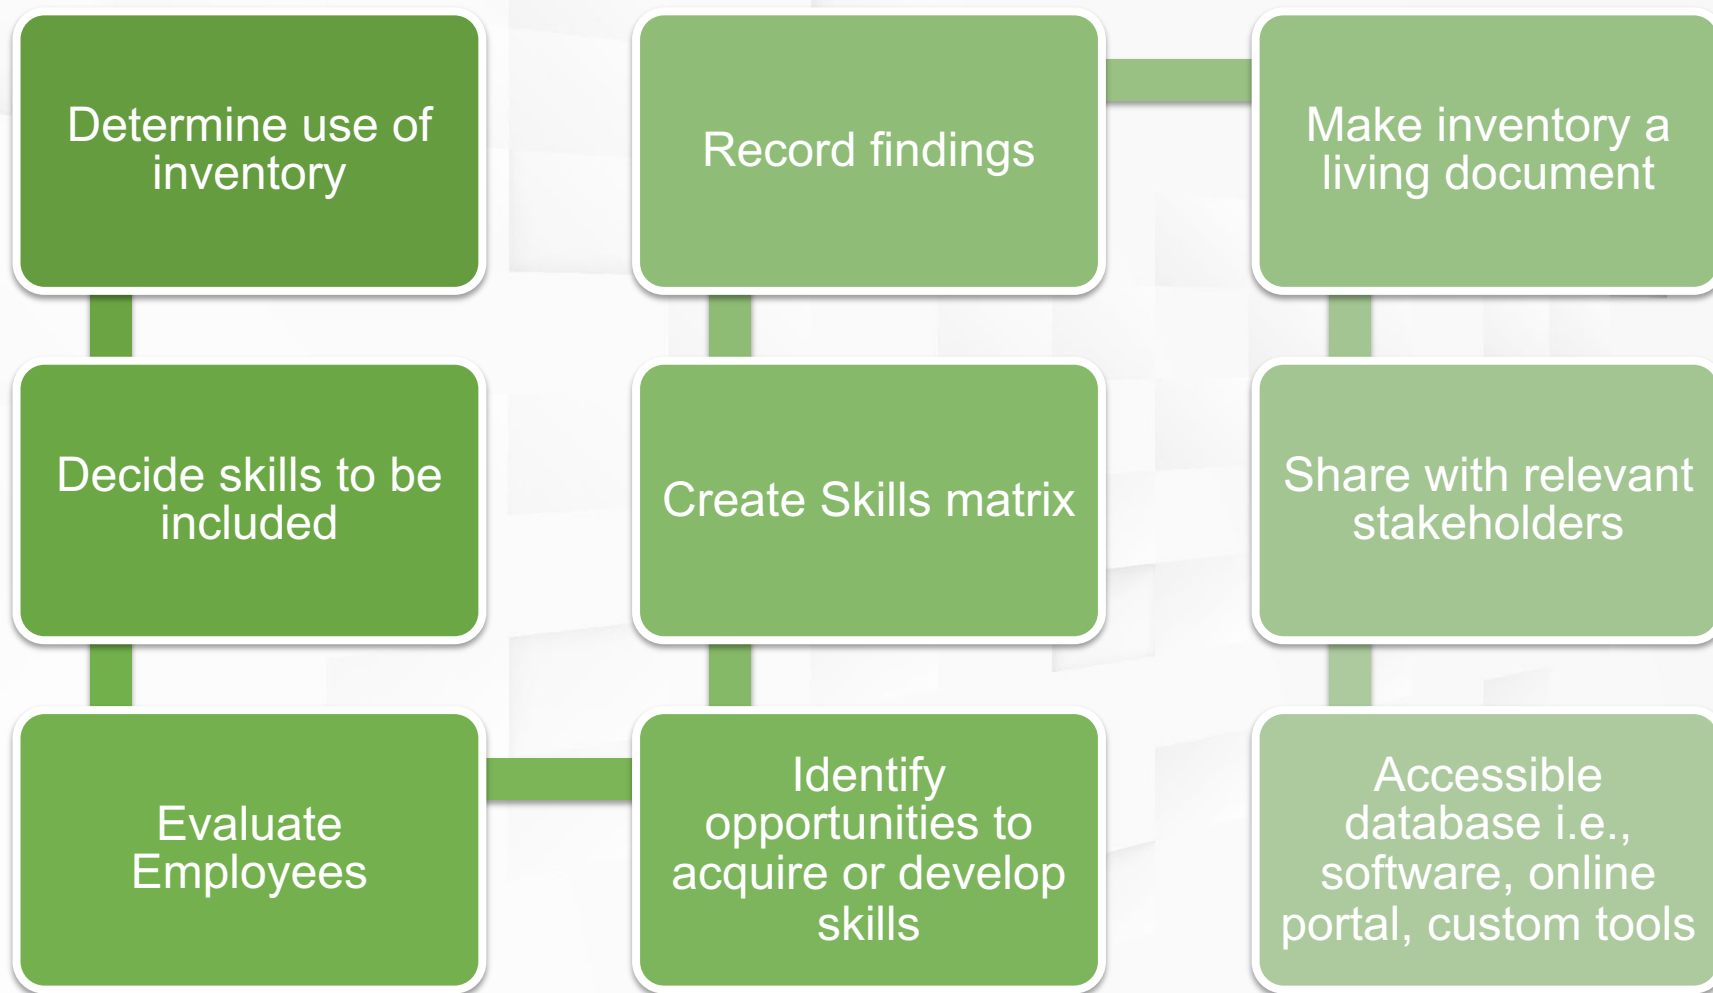 Determine use of
inventory
Decide skills to be
included
Evaluate
Employees
Identify
opportunities to
acquire or develop
skills
Create Skills matrix
Record findings
Make inventory a
living document
Share with relevant
stakeholders
Accessible
database i.e.,
software, online
portal, custom tools